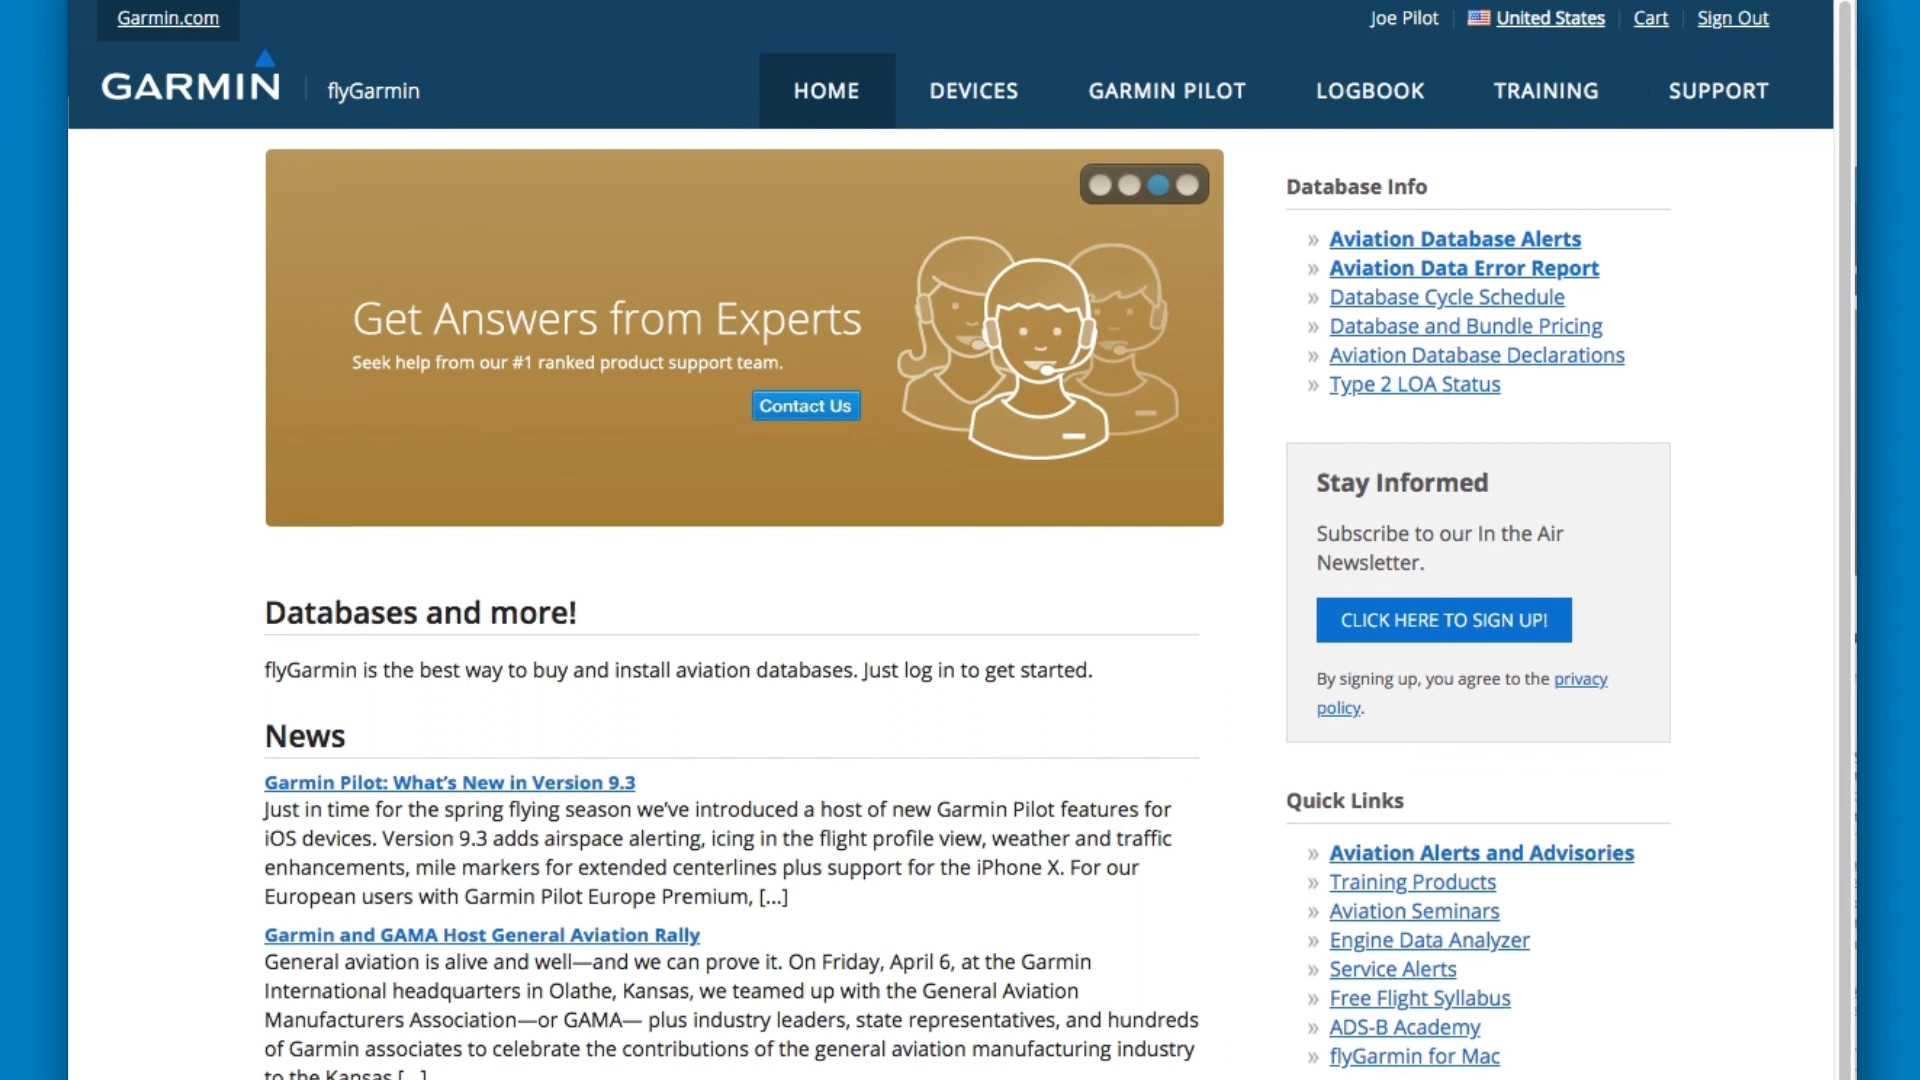 Garmin.com
Joe Pilot
United States
Cart
Sign Out
GARMIN
flyGarmin
HOME
DEVICES
GARMIN PILOT
LOGBOOK
TRAINING
SUPPORT
Get Answers from Experts
Seek help from our #1 ranked product support team.
Contact Us
Databases and more!
flyGarmin is the best way to buy and install aviation databases. Just log in to get started.
News
Garmin Pilot: What's New in Version 9.3
Just in time for the spring flying season we've introduced a host of new Garmin Pilot features for
iOS devices. Version 9.3 adds airspace alerting, icing in the flight profile view, weather and traffic
enhancements, mile markers for extended centerlines plus support for the iPhone X. For our
European users with Garmin Pilot Europe Premium, [...]
Garmin and GAMA Host General Aviation Rally
General aviation is alive and well—and we can prove it. On Friday, April 6, at the Garmin
International headquarters in Olathe, Kansas, we teamed up with the General Aviation
Manufacturers Association—or GAMA— plus industry leaders, state representatives, and hundreds
of Garmin associates to celebrate the contributions of the general aviation manufacturing industry
to the Kansas [...]
Database Info
» Aviation Database Alerts
» Aviation Data Error Report
» Database Cycle Schedule
» Database and Bundle Pricing
» Aviation Database Declarations
» Type 2 LOA Status
Stay Informed
Subscribe to our In the Air
Newsletter.
CLICK HERE TO SIGN UP!
By signing up, you agree to the privacy
policy.
Quick Links
» Aviation Alerts and Advisories
» Training Products
» Aviation Seminars
» Engine Data Analyzer
» Service Alerts
» Free Flight Syllabus
» ADS-B Academy
» flyGarmin for Mac